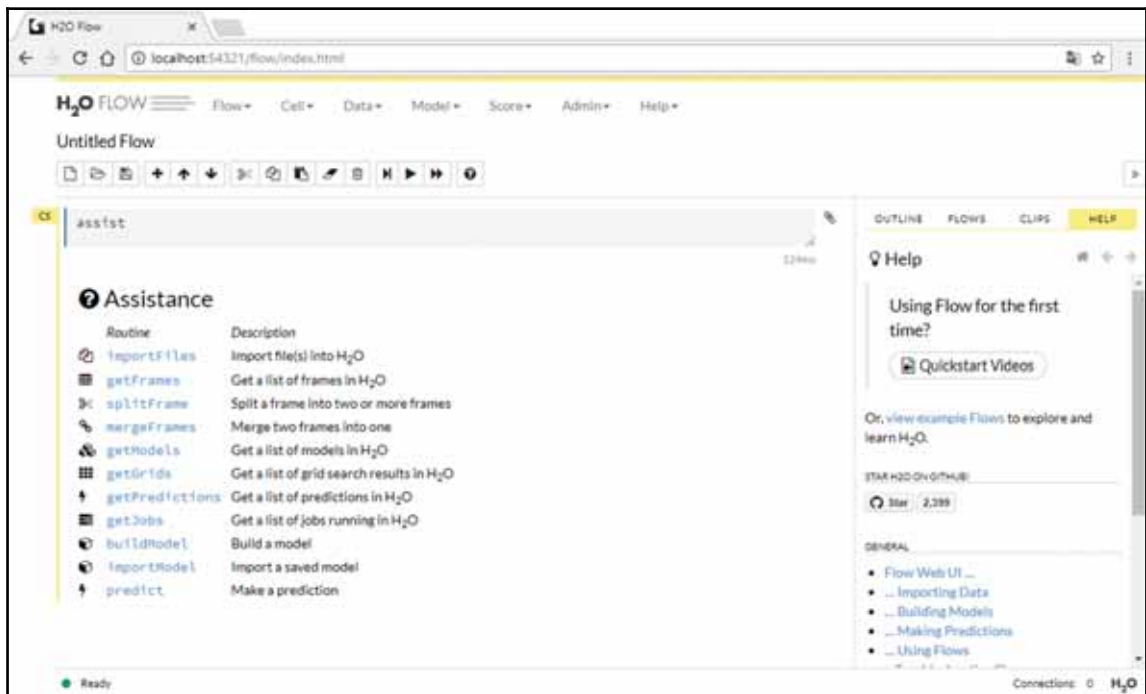 H2O Flow
localhost:54321/flow/index.html
H2O FLOW Flow Cell Data Model Score Admin Help
Untitled Flow
CS assist
OUTLINE FLOWS CLIPS HELP
Assistance
Routine Description
importFiles Import file(s) into H2O
getFrames Get a list of frames in H2O
splitFrame Split a frame into two or more frames
mergeFrames Merge two frames into one
getModels Get a list of models in H2O
getGrids Get a list of grid search results in H2O
getPredictions Get a list of predictions in H2O
getJobs Get a list of jobs running in H2O
buildModel Build a model
importModel Import a saved model
predict Make a prediction
Help
Using Flow for the first
time?
Quickstart Videos
Or, view example Flows to explore and
learn H2O.
STAR H2O ON GITHUB!
Star 2,399
GENERAL
Flow Web UI ...
... Importing Data
... Building Models
... Making Predictions
... Using Flows
Ready
Connections: 0 H2O